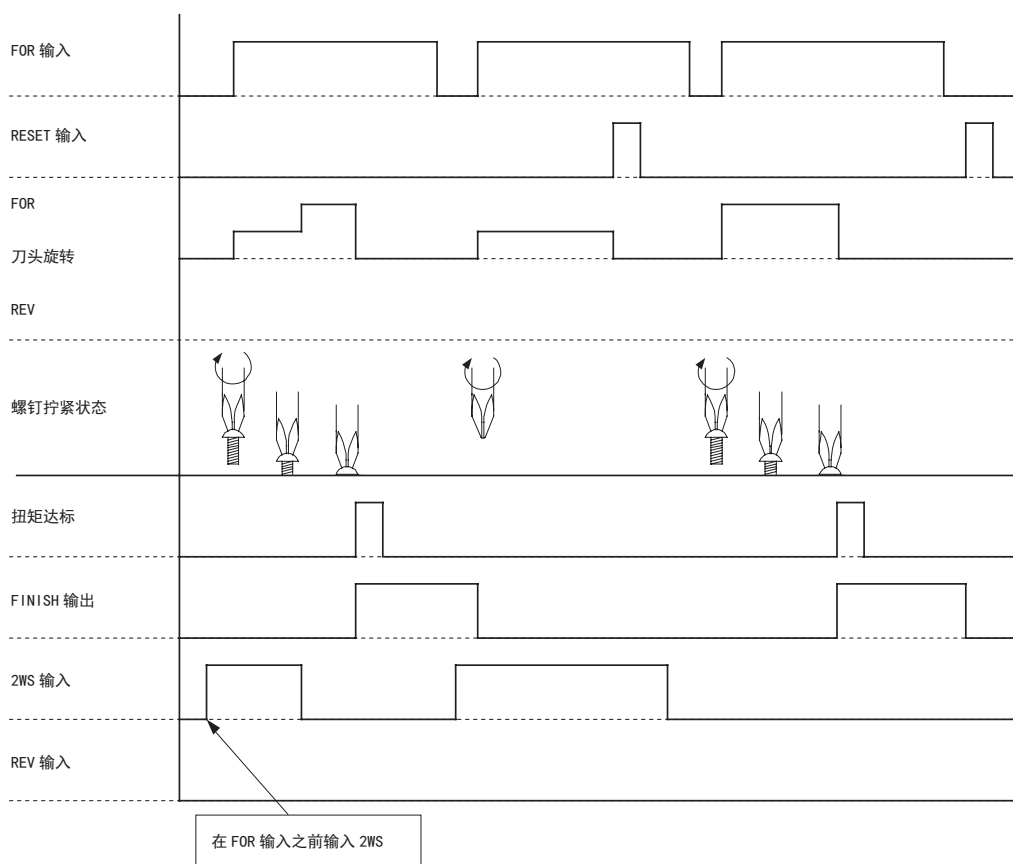 FOR 输入
RESET 输入
FOR
刀头旋转
REV
螺钉拧紧状态
扭矩达标
FINISH 输出
2WS 输入
REV 输入
在 FOR 输入之前输入 2WS